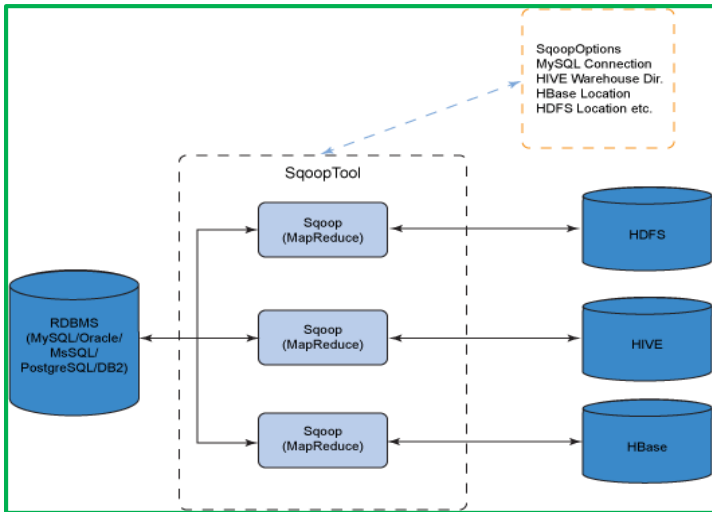 SqoopOptions
MySQL Connection
HIVE Warehouse Dir.
HBase Location
HDFS Location etc.
SqoopTool
Sqoop
(MapReduce)
HDFS
RDBMS
(MySQL/Oracle/
MsSQL/
PostgreSQL/DB2)
Sqoop
(MapReduce)
HIVE
Sqoop
(MapReduce)
HBase